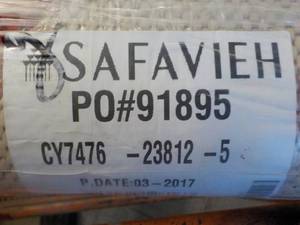 SAFAVIEH
PO#91895
CY7476 -23812 -5
P.DATE:03-2017